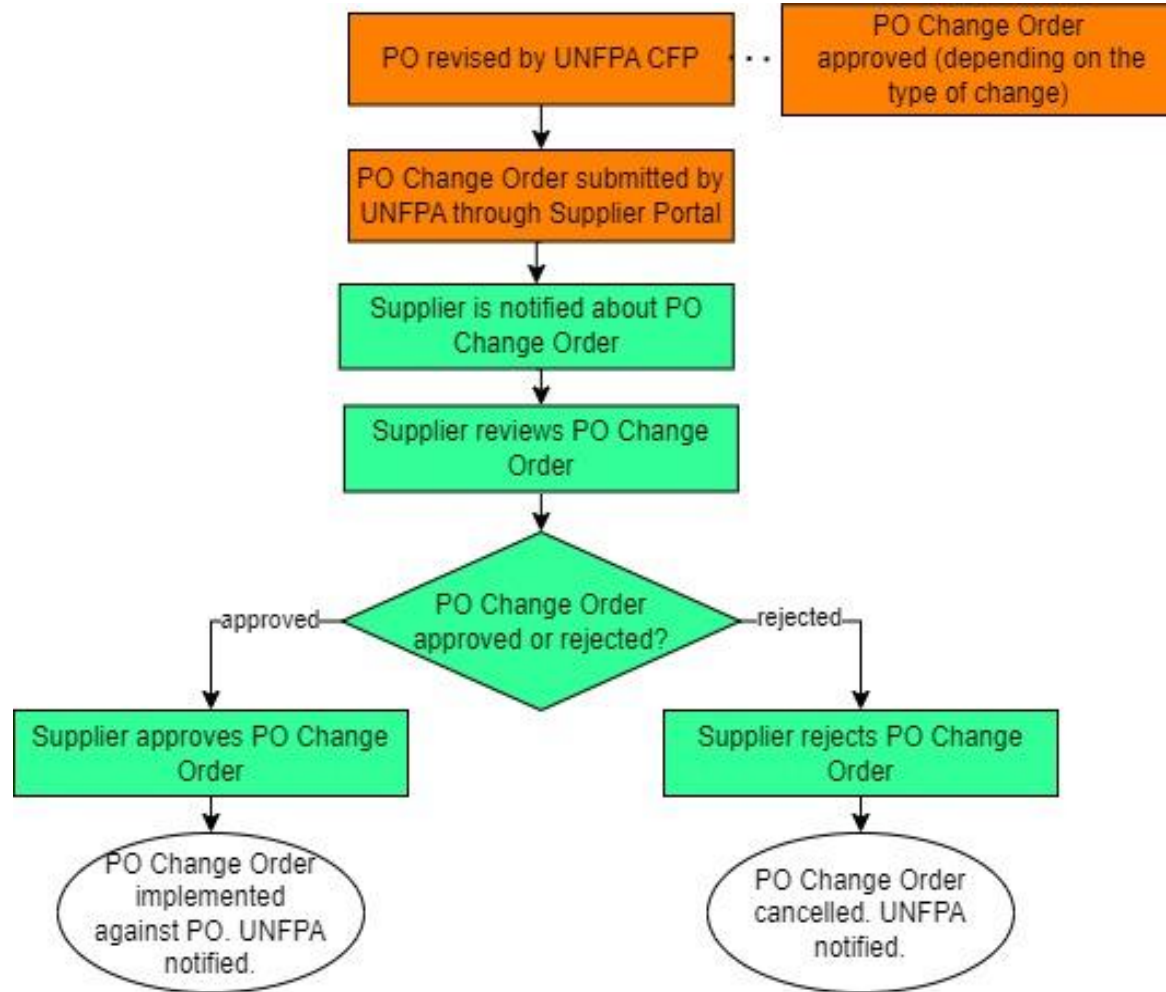 PO revised by UNFPA CFP
PO Change Order
approved (depending on the
type of change)
PO Change Order submitted by
UNFPA through Supplier Portal
Supplier is notified about PO
Change Order
Supplier reviews PO Change
Order
PO Change Order
approved or rejected?
approved
rejected
Supplier approves PO Change
Order
Supplier rejects PO Change
Order
PO Change Order
implemented
against PO. UNFPA
notified.
PO Change Order
cancelled. UNFPA
notified.